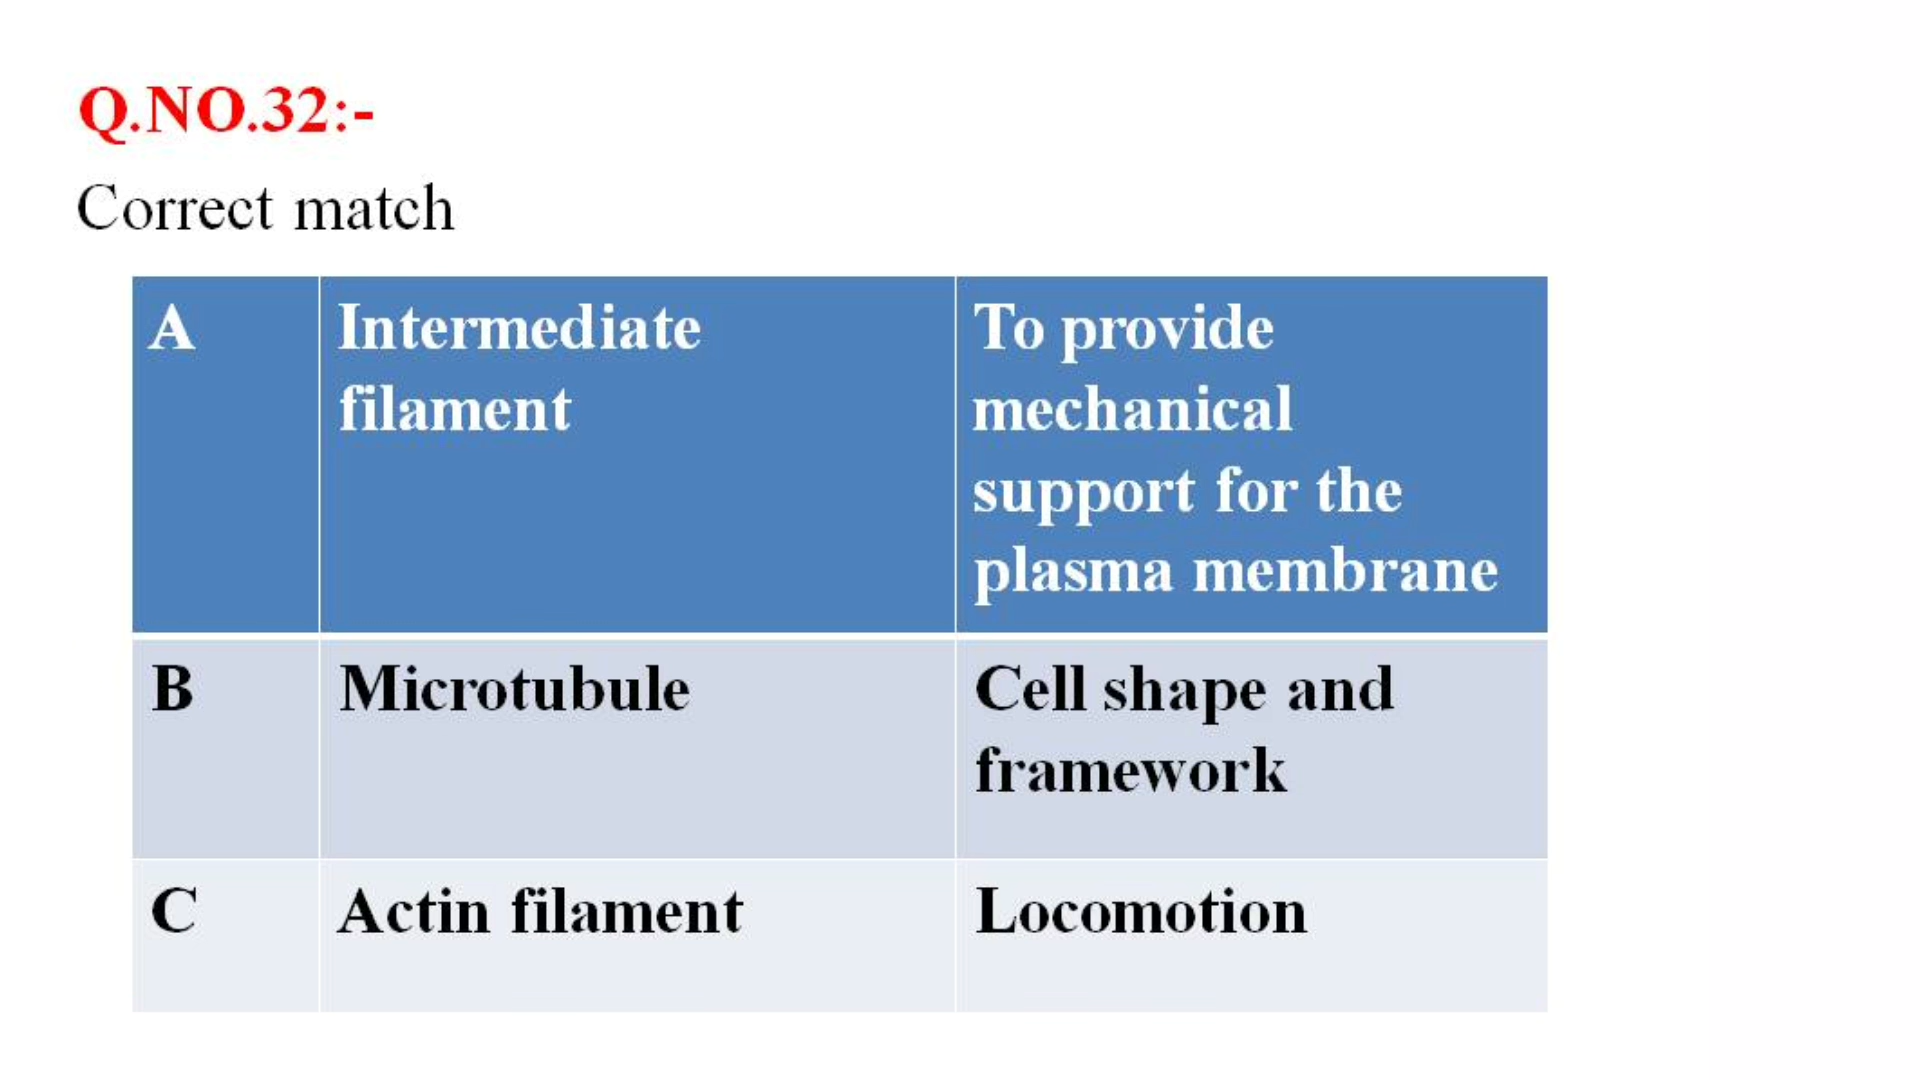 Q.NO.32:-
Correct match
A
Intermediate
filament
To provide
mechanical
support for the
plasma membrane
B
Microtubule
Cell shape and
framework
C
Actin filament
Locomotion